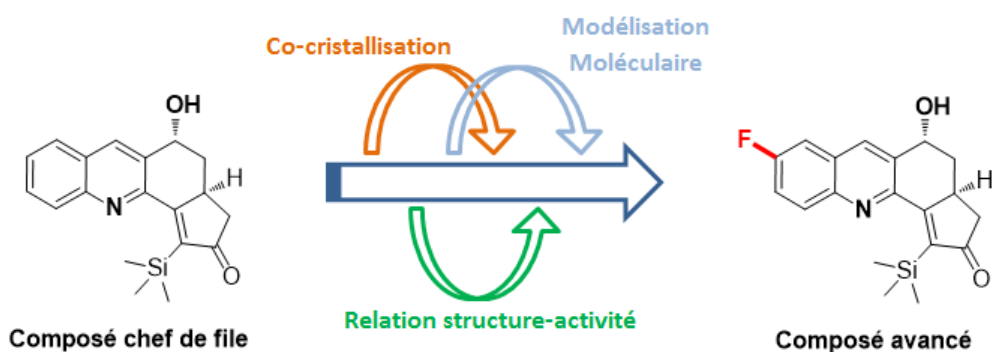 Co-cristallisation
Modélisation
Moléculaire
OH
H
N
Si
O
Composé chef de file
Relation structure-activité
OH
F
H
N
Si
O
Composé avancé